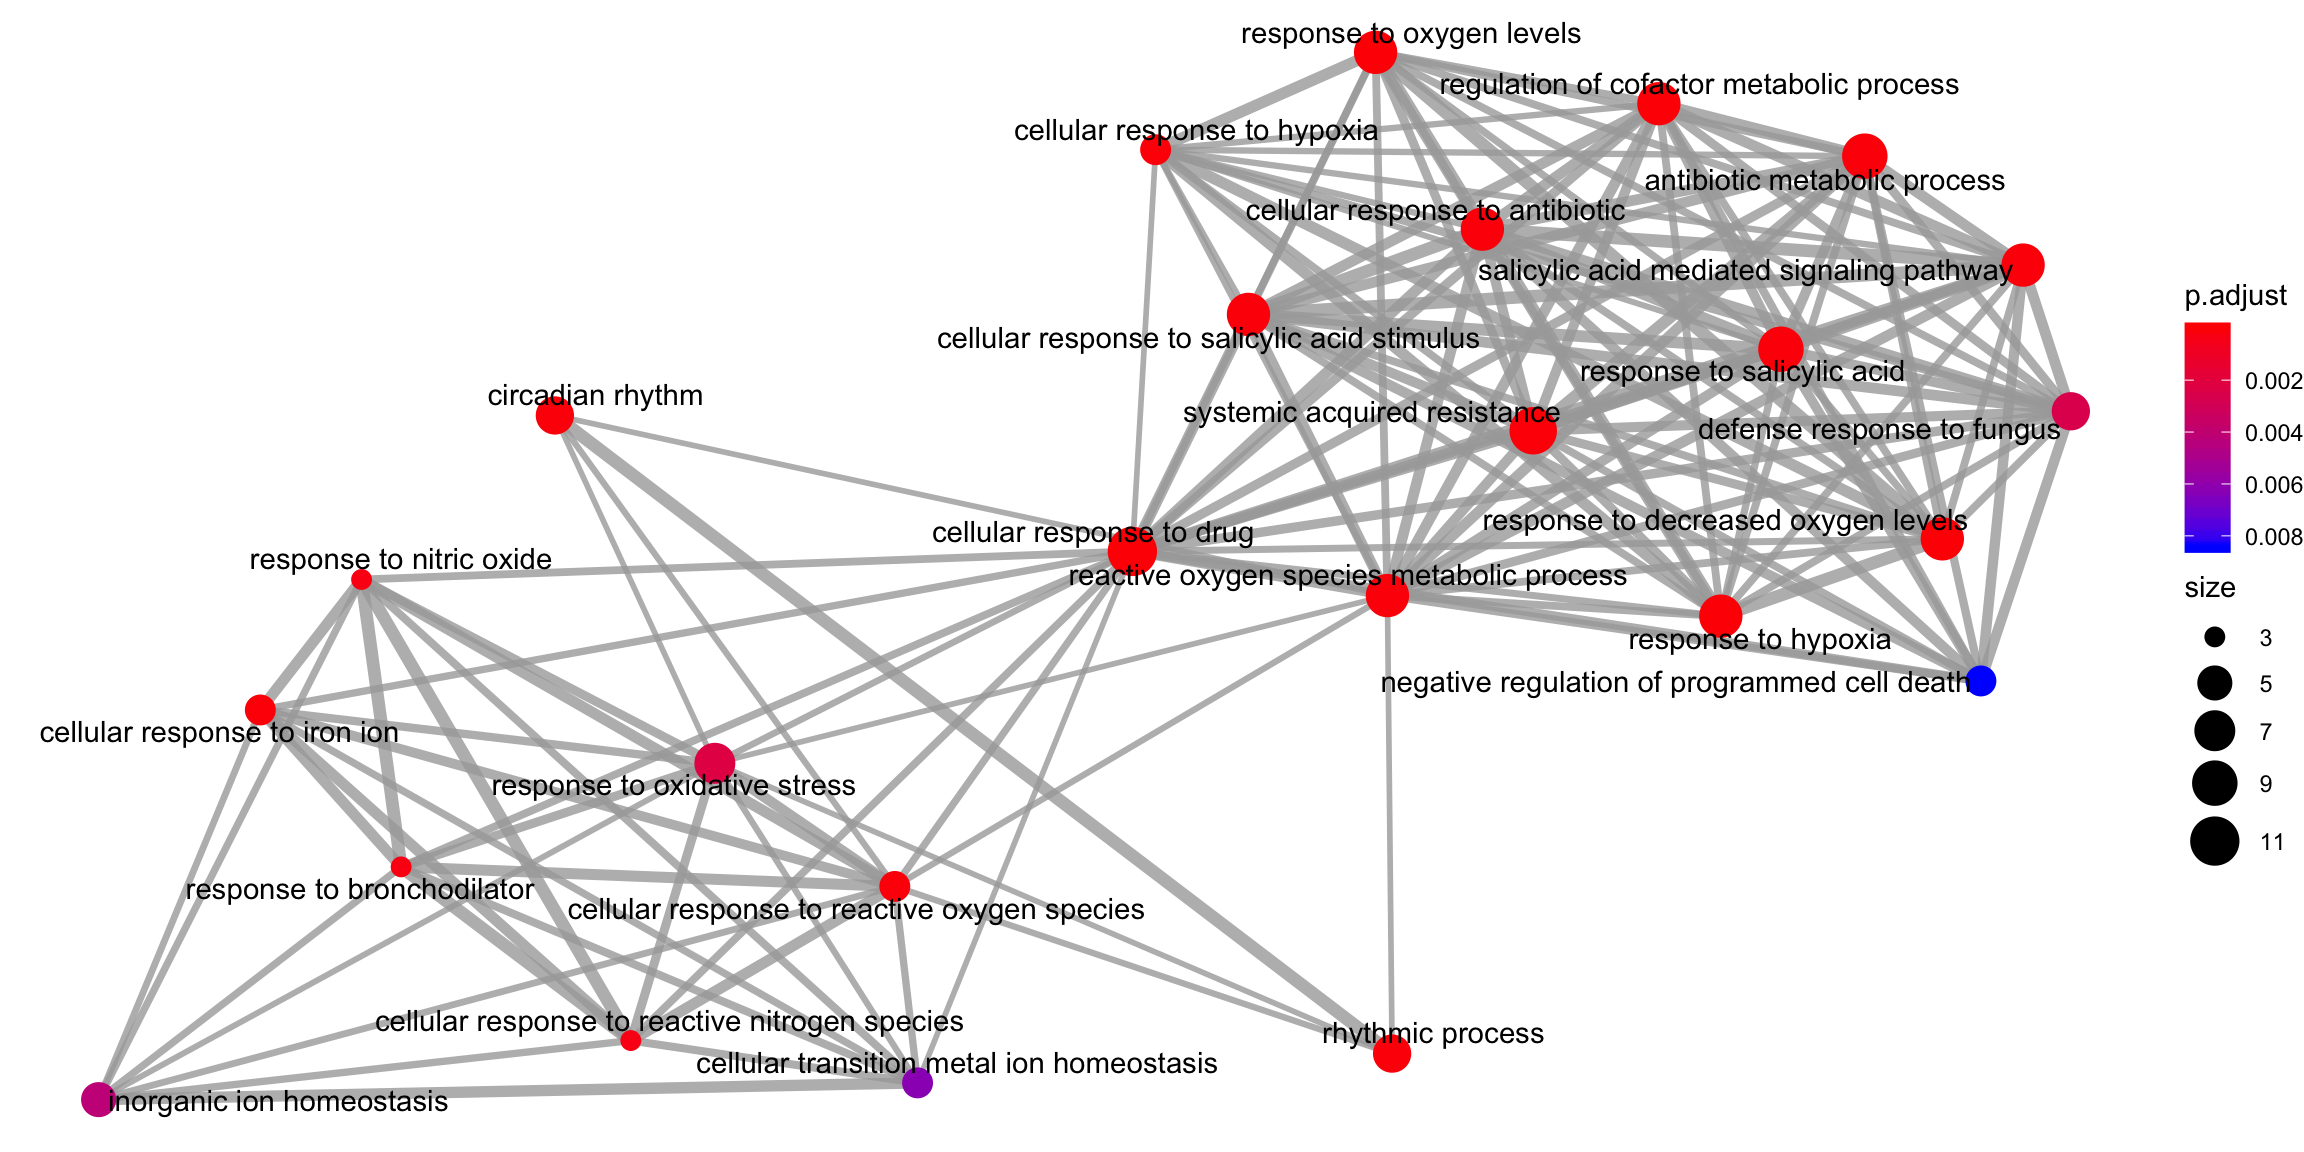 response to oxygen levels
regulation of cofactor metabolic process
cellular response to hypoxia
antibiotic metabolic process
cellular response to antibiotic
salicylic acid mediated signaling pathway
cellular response to salicylic acid stimulus
response to salicylic acid
circadian rhythm
systemic acquired resistance
defense response to fungus
response to decreased oxygen levels
cellular response to drug
response to nitric oxide
reactive oxygen species metabolic process
response to hypoxia
negative regulation of programmed cell death
cellular response to iron ion
response to oxidative stress
response to bronchodilator
cellular response to reactive oxygen species
cellular response to reactive nitrogen species
rhythmic process
cellular transition metal ion homeostasis
inorganic ion homeostasis
p.adjust
0.002
0.004
0.006
0.008
size
3
5
7
9
11